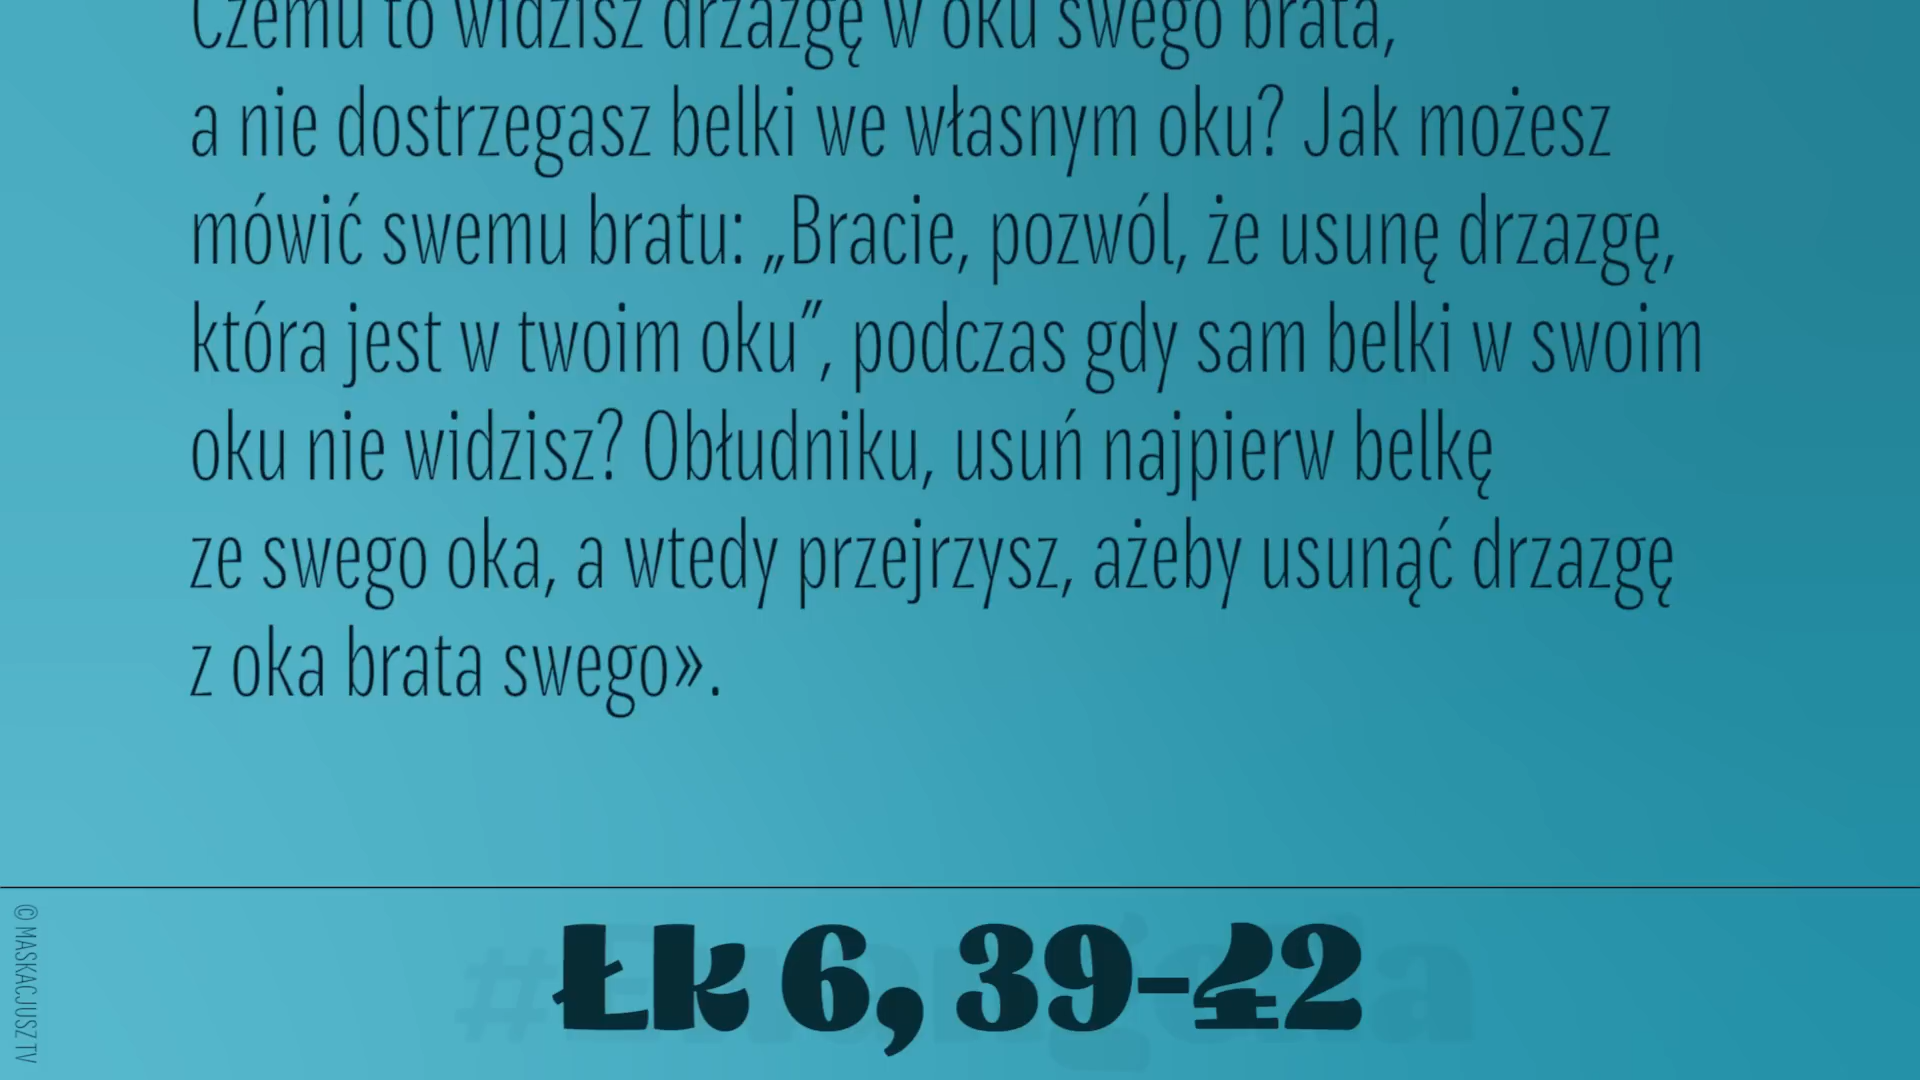 Czemu to widzisz drzazgę w oku swego brata,
a nie dostrzegasz belki we własnym oku? Jak możesz
mówić swemu bratu: „Bracie, pozwól, że usunę drzazgę,
która jest w twoim oku”, podczas gdy sam belki w swoim
oku nie widzisz? Obłudniku, usuń najpierw belkę
ze swego oka, a wtedy przejrzysz, ażeby usunąć drzazgę
z oka brata swego».
Łk 6, 39-42
© MASKACJUSZ TV